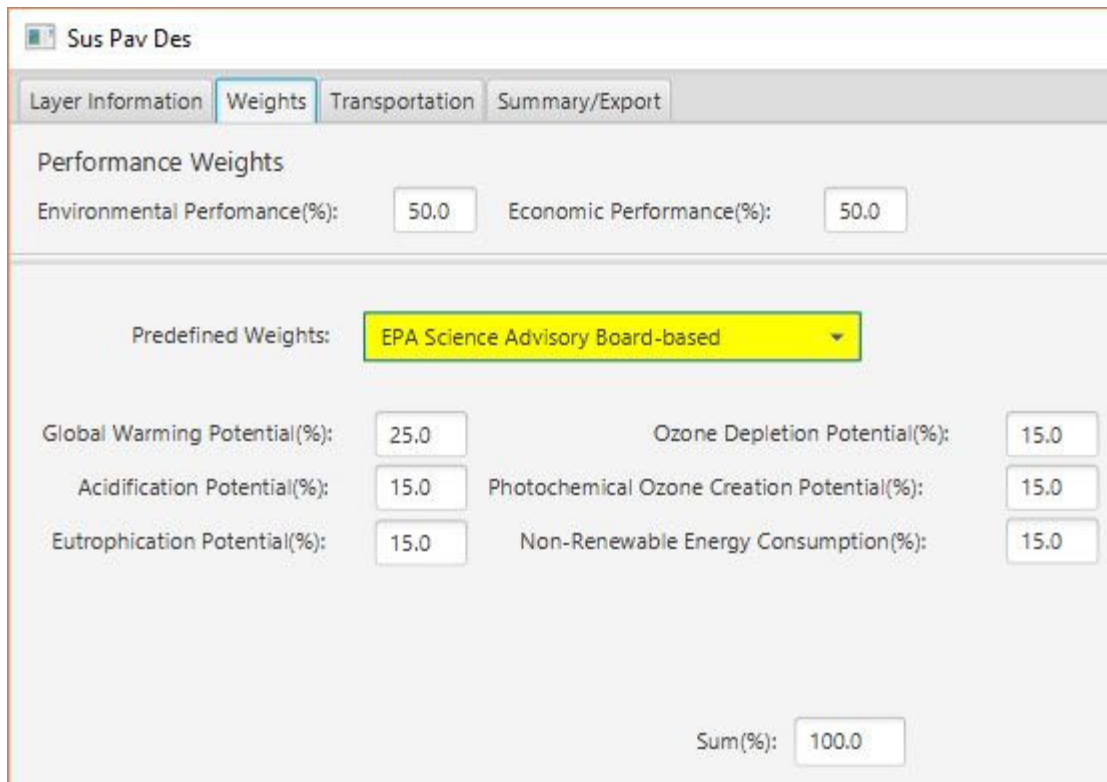 Sus Pav Des
Layer Information Weights Transportation Summary/Export
Performance Weights
Environmental Perfomance(%): 50.0 Economic Performance(%): 50.0
Predefined Weights: EPA Science Advisory Board-based
Global Warming Potential(%): 25.0 Ozone Depletion Potential(%): 15.0
Acidification Potential(%): 15.0 Photochemical Ozone Creation Potential(%): 15.0
Eutrophication Potential(%): 15.0 Non-Renewable Energy Consumption(%): 15.0
Sum(%): 100.0